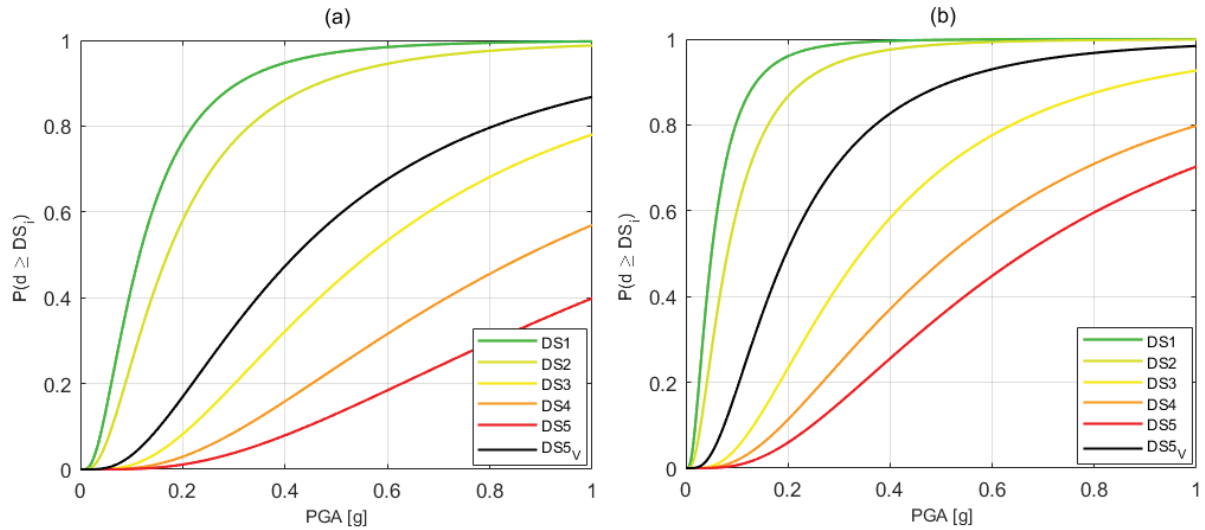 (a)
1
0.8
0.6
0.4
0.2
0
P(d ≥ DSᵢ)
0
0.2
0.4
0.6
0.8
1
PGA [g]
DS1
DS2
DS3
DS4
DS5
DS5V
(b)
1
0.8
0.6
0.4
0.2
0
P(d ≥ DSᵢ)
0
0.2
0.4
0.6
0.8
1
PGA [g]
DS1
DS2
DS3
DS4
DS5
DS5V